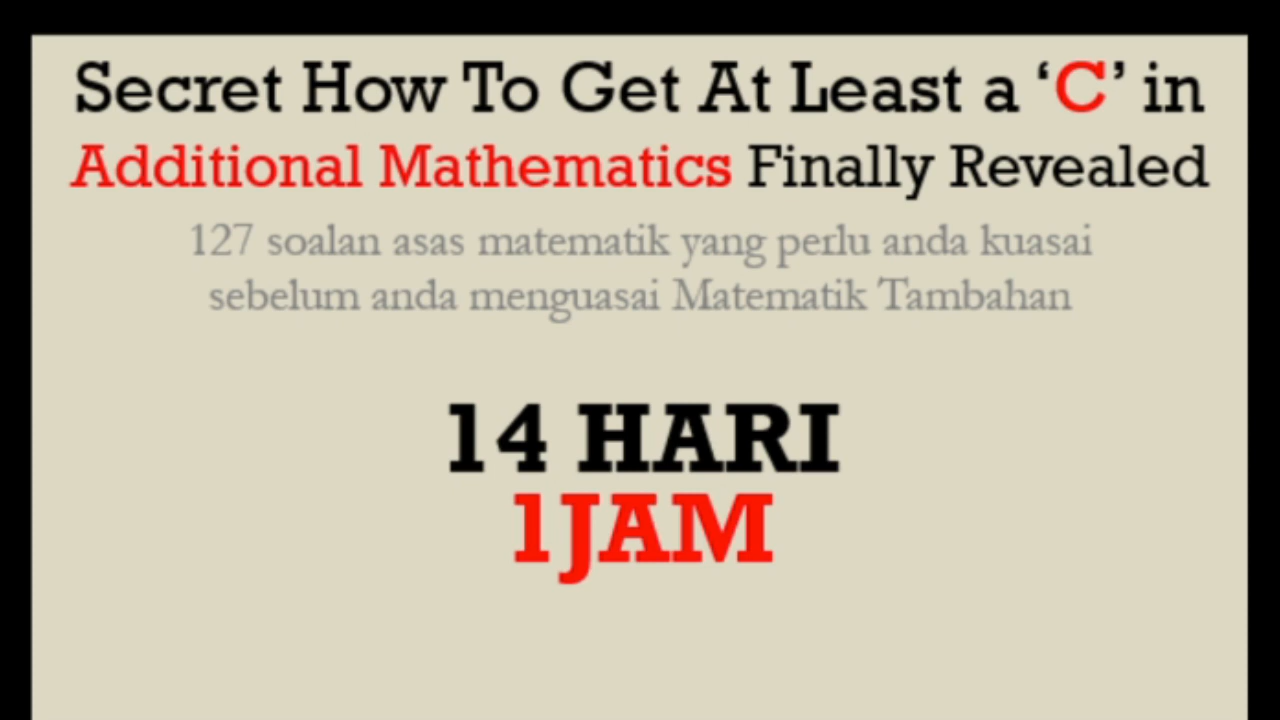 Secret How To Get At Least a ‘C’ in
Additional Mathematics Finally Revealed
127 soalan asas matematik yang perlu anda kuasai
sebelum anda menguasai Matematik Tambahan
14 HARI
1JAM